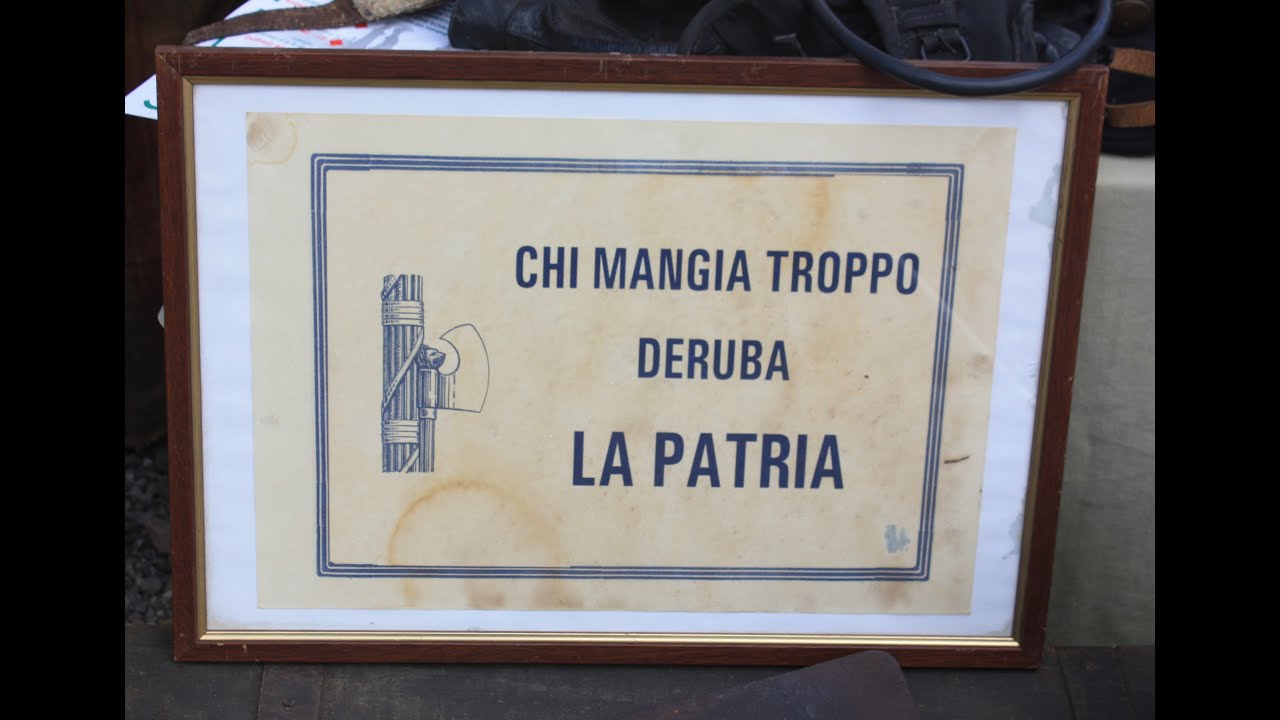 CHI MANGIA TROPPO
DERUBA
LA PATRIA